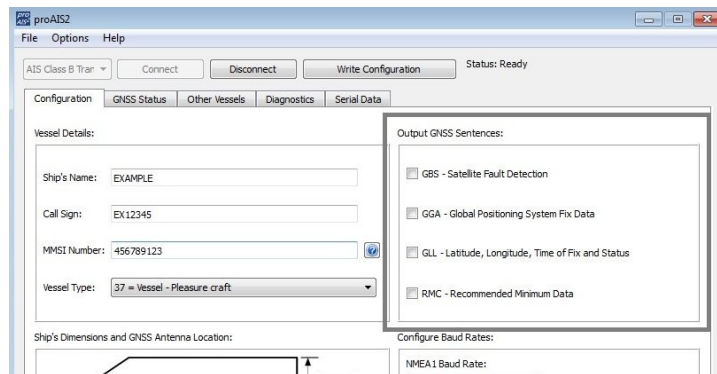 pro AIS proAIS2
File Options Help
AIS Class B Tran Connect Disconnect Write Configuration Status: Ready
Configuration GNSS Status Other Vessels Diagnostics Serial Data
Vessel Details:
Ship's Name: EXAMPLE
Call Sign: EX12345
MMSI Number: 456789123
Vessel Type: 37 = Vessel - Pleasure craft
Output GNSS Sentences:
GBS - Satellite Fault Detection
GGA - Global Positioning System Fix Data
GLL - Latitude, Longitude, Time of Fix and Status
RMC - Recommended Minimum Data
Ship's Dimensions and GNSS Antenna Location:
Configure Baud Rates:
NMEA1 Baud Rate: